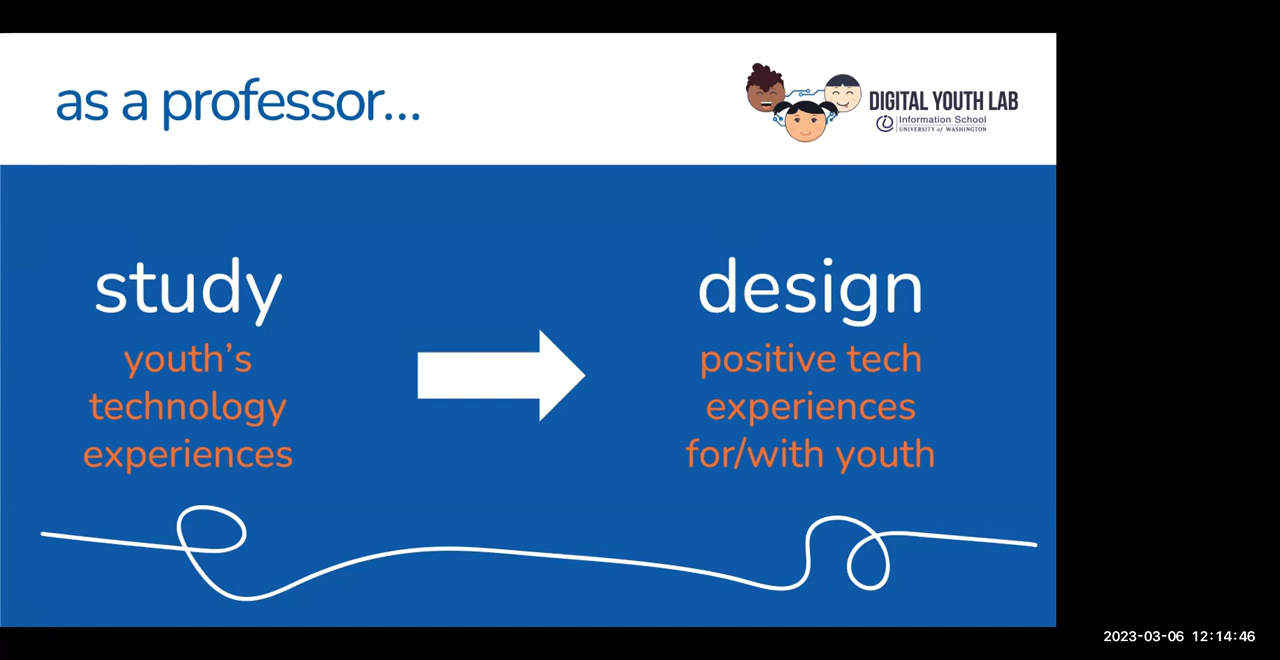 as a professor...
DIGITAL YOUTH LAB
Information School
UNIVERSITY of WASHINGTON
study
youth's
technology
experiences
design
positive tech
experiences
for/with youth
2023-03-06 12:14:46